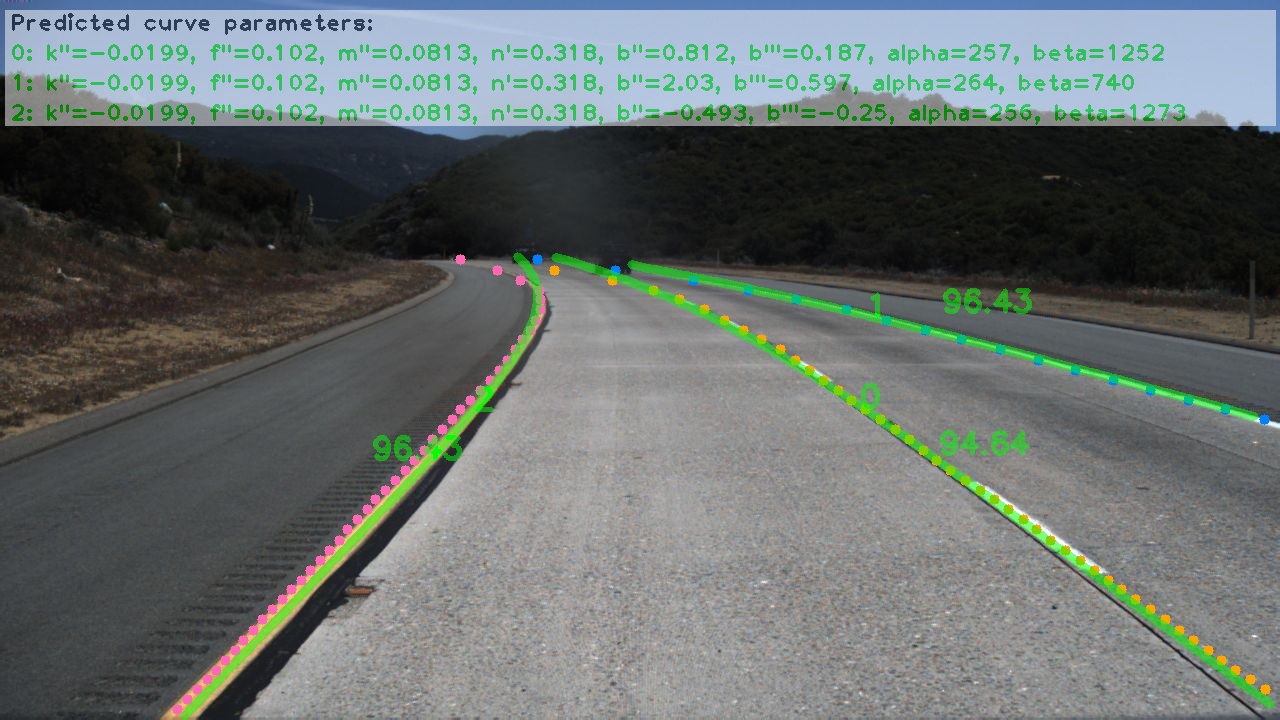 Predicted curve parameters:
0: k''=-0.0199, f''=0.102, m''=0.0813, n'=0.318, b''=0.812, b'''=0.187, alpha=257, beta=1252
1: k''=-0.0199, f''=0.102, m''=0.0813, n'=0.318, b''=2.03, b'''=0.597, alpha=264, beta=740
2: k''=-0.0199, f''=0.102, m''=0.0813, n'=0.318, b''=-0.493, b'''=-0.25, alpha=256, beta=1273
1 96.43
0
2
96.43 94.64